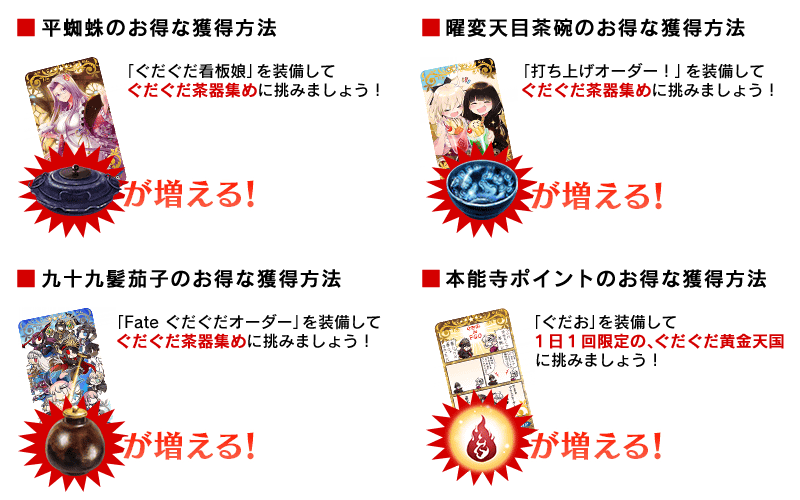 ■ 平蜘蛛のお得な獲得方法
「ぐだぐだ看板娘」を装備して
ぐだぐだ茶器集めに挑みましょう！
が増える!
■ 曜変天目茶碗のお得な獲得方法
「打ち上げオーダー！」を装備して
ぐだぐだ茶器集めに挑みましょう！
が増える!
■ 九十九髪茄子のお得な獲得方法
「Fate ぐだぐだオーダー」を装備して
ぐだぐだ茶器集めに挑みましょう！
が増える!
■ 本能寺ポイントのお得な獲得方法
「ぐだお」を装備して
１日１回限定の、ぐだぐだ黄金天国
に挑みましょう！
が増える!